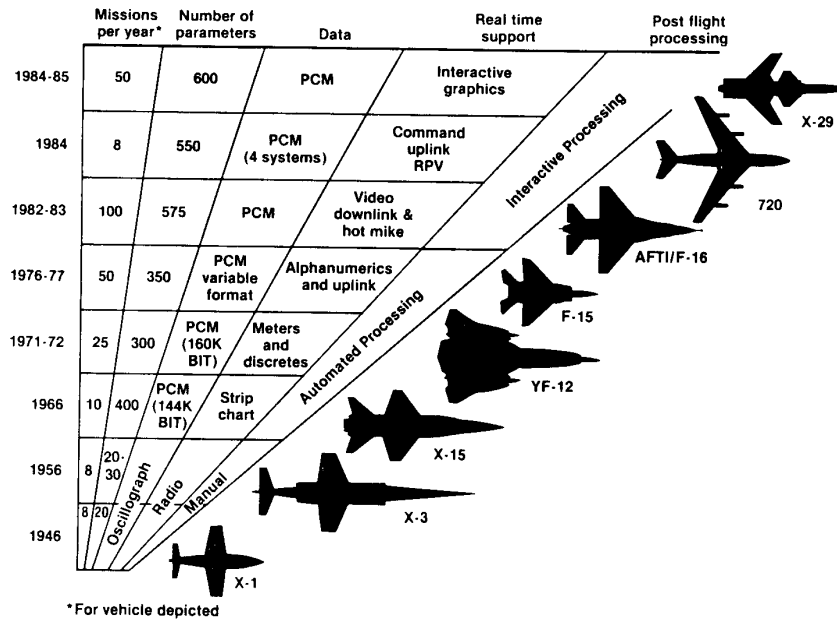 Missions per year*
Number of parameters
Data
Real time support
Post flight processing
1984-85
50
600
PCM
Interactive graphics
X-29
1984
8
550
PCM (4 systems)
Command uplink RPV
720
1982-83
100
575
PCM
Video downlink & hot mike
Interactive Processing
AFTI/F-16
1976-77
50
350
PCM variable format
Alphanumerics and uplink
F-15
1971-72
25
300
PCM (160K BIT)
Meters and discretes
Automated Processing
YF-12
1966
10
400
PCM (144K BIT)
Strip chart
X-15
1956
8
20-30
Oscillograph
Radio
Manual
X-3
1946
8
20
X-1
*For vehicle depicted